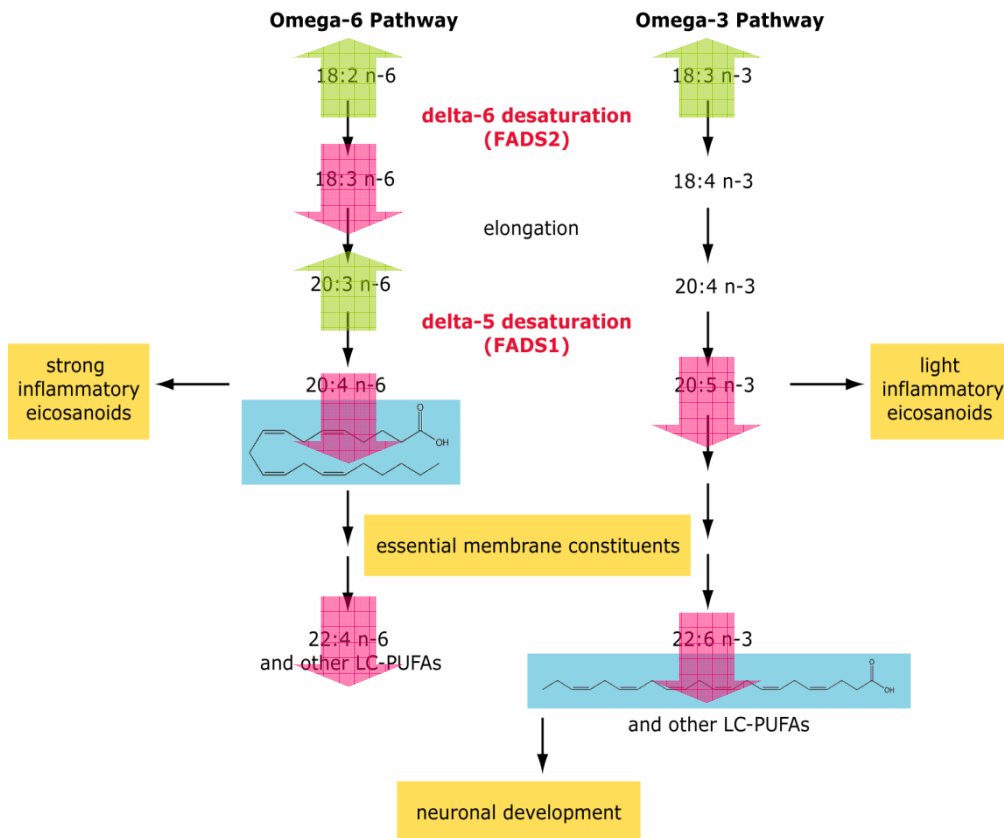 Omega-6 Pathway
Omega-3 Pathway
18:2 n-6
18:3 n-3
delta-6 desaturation
(FADS2)
18:3 n-6
18:4 n-3
elongation
20:3 n-6
20:4 n-3
delta-5 desaturation
(FADS1)
strong
inflammatory
eicosanoids
20:4 n-6
20:5 n-3
light
inflammatory
eicosanoids
O
OH
essential membrane constituents
22:4 n-6
and other LC-PUFAs
22:6 n-3
O
OH
and other LC-PUFAs
neuronal development